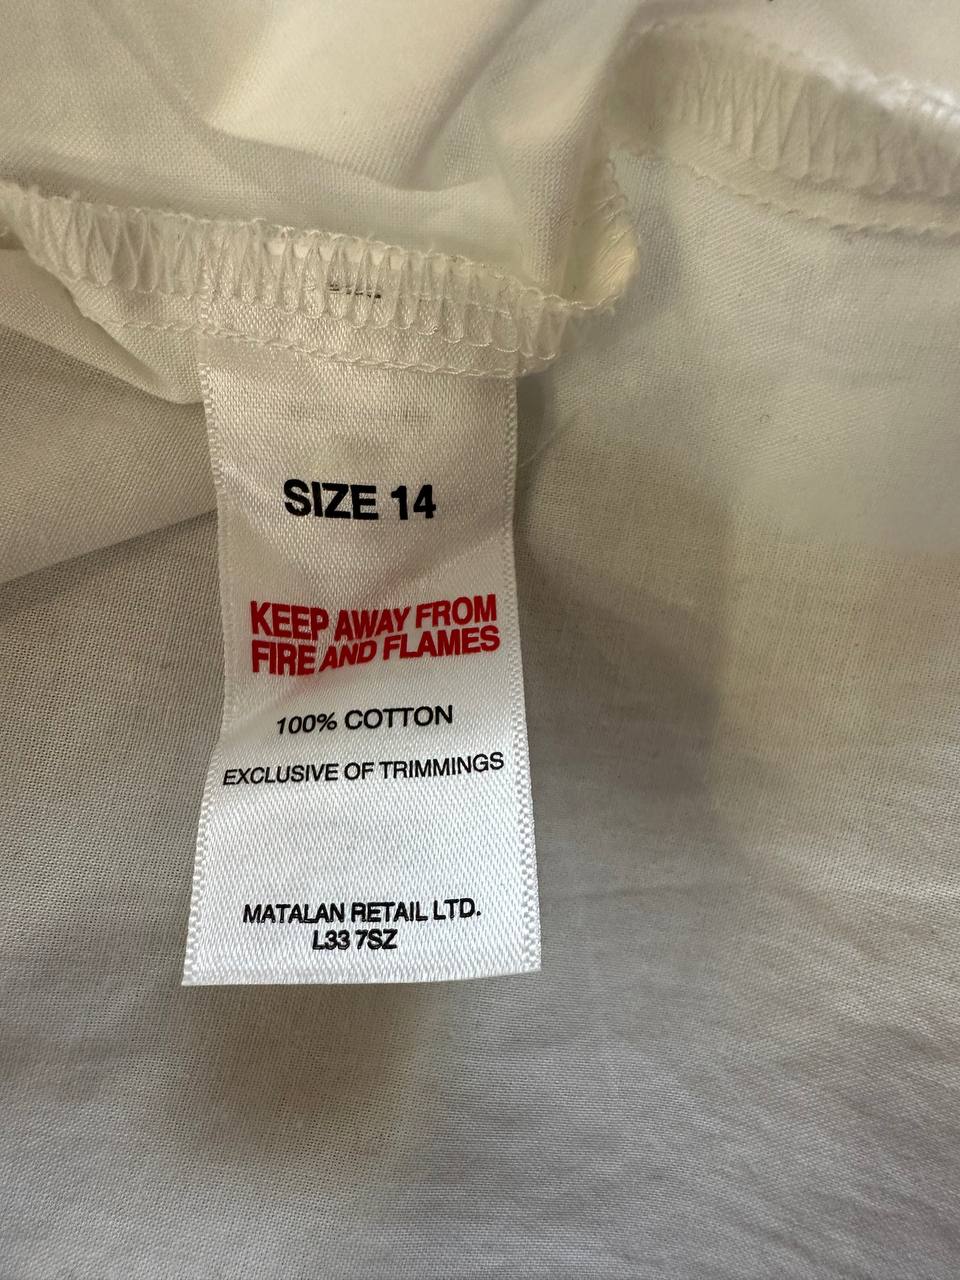 SIZE 14
KEEP AWAY FROM
FIRE AND FLAMES
100% COTTON
EXCLUSIVE OF TRIMMINGS
MATALAN RETAIL LTD.
L33 7SZ